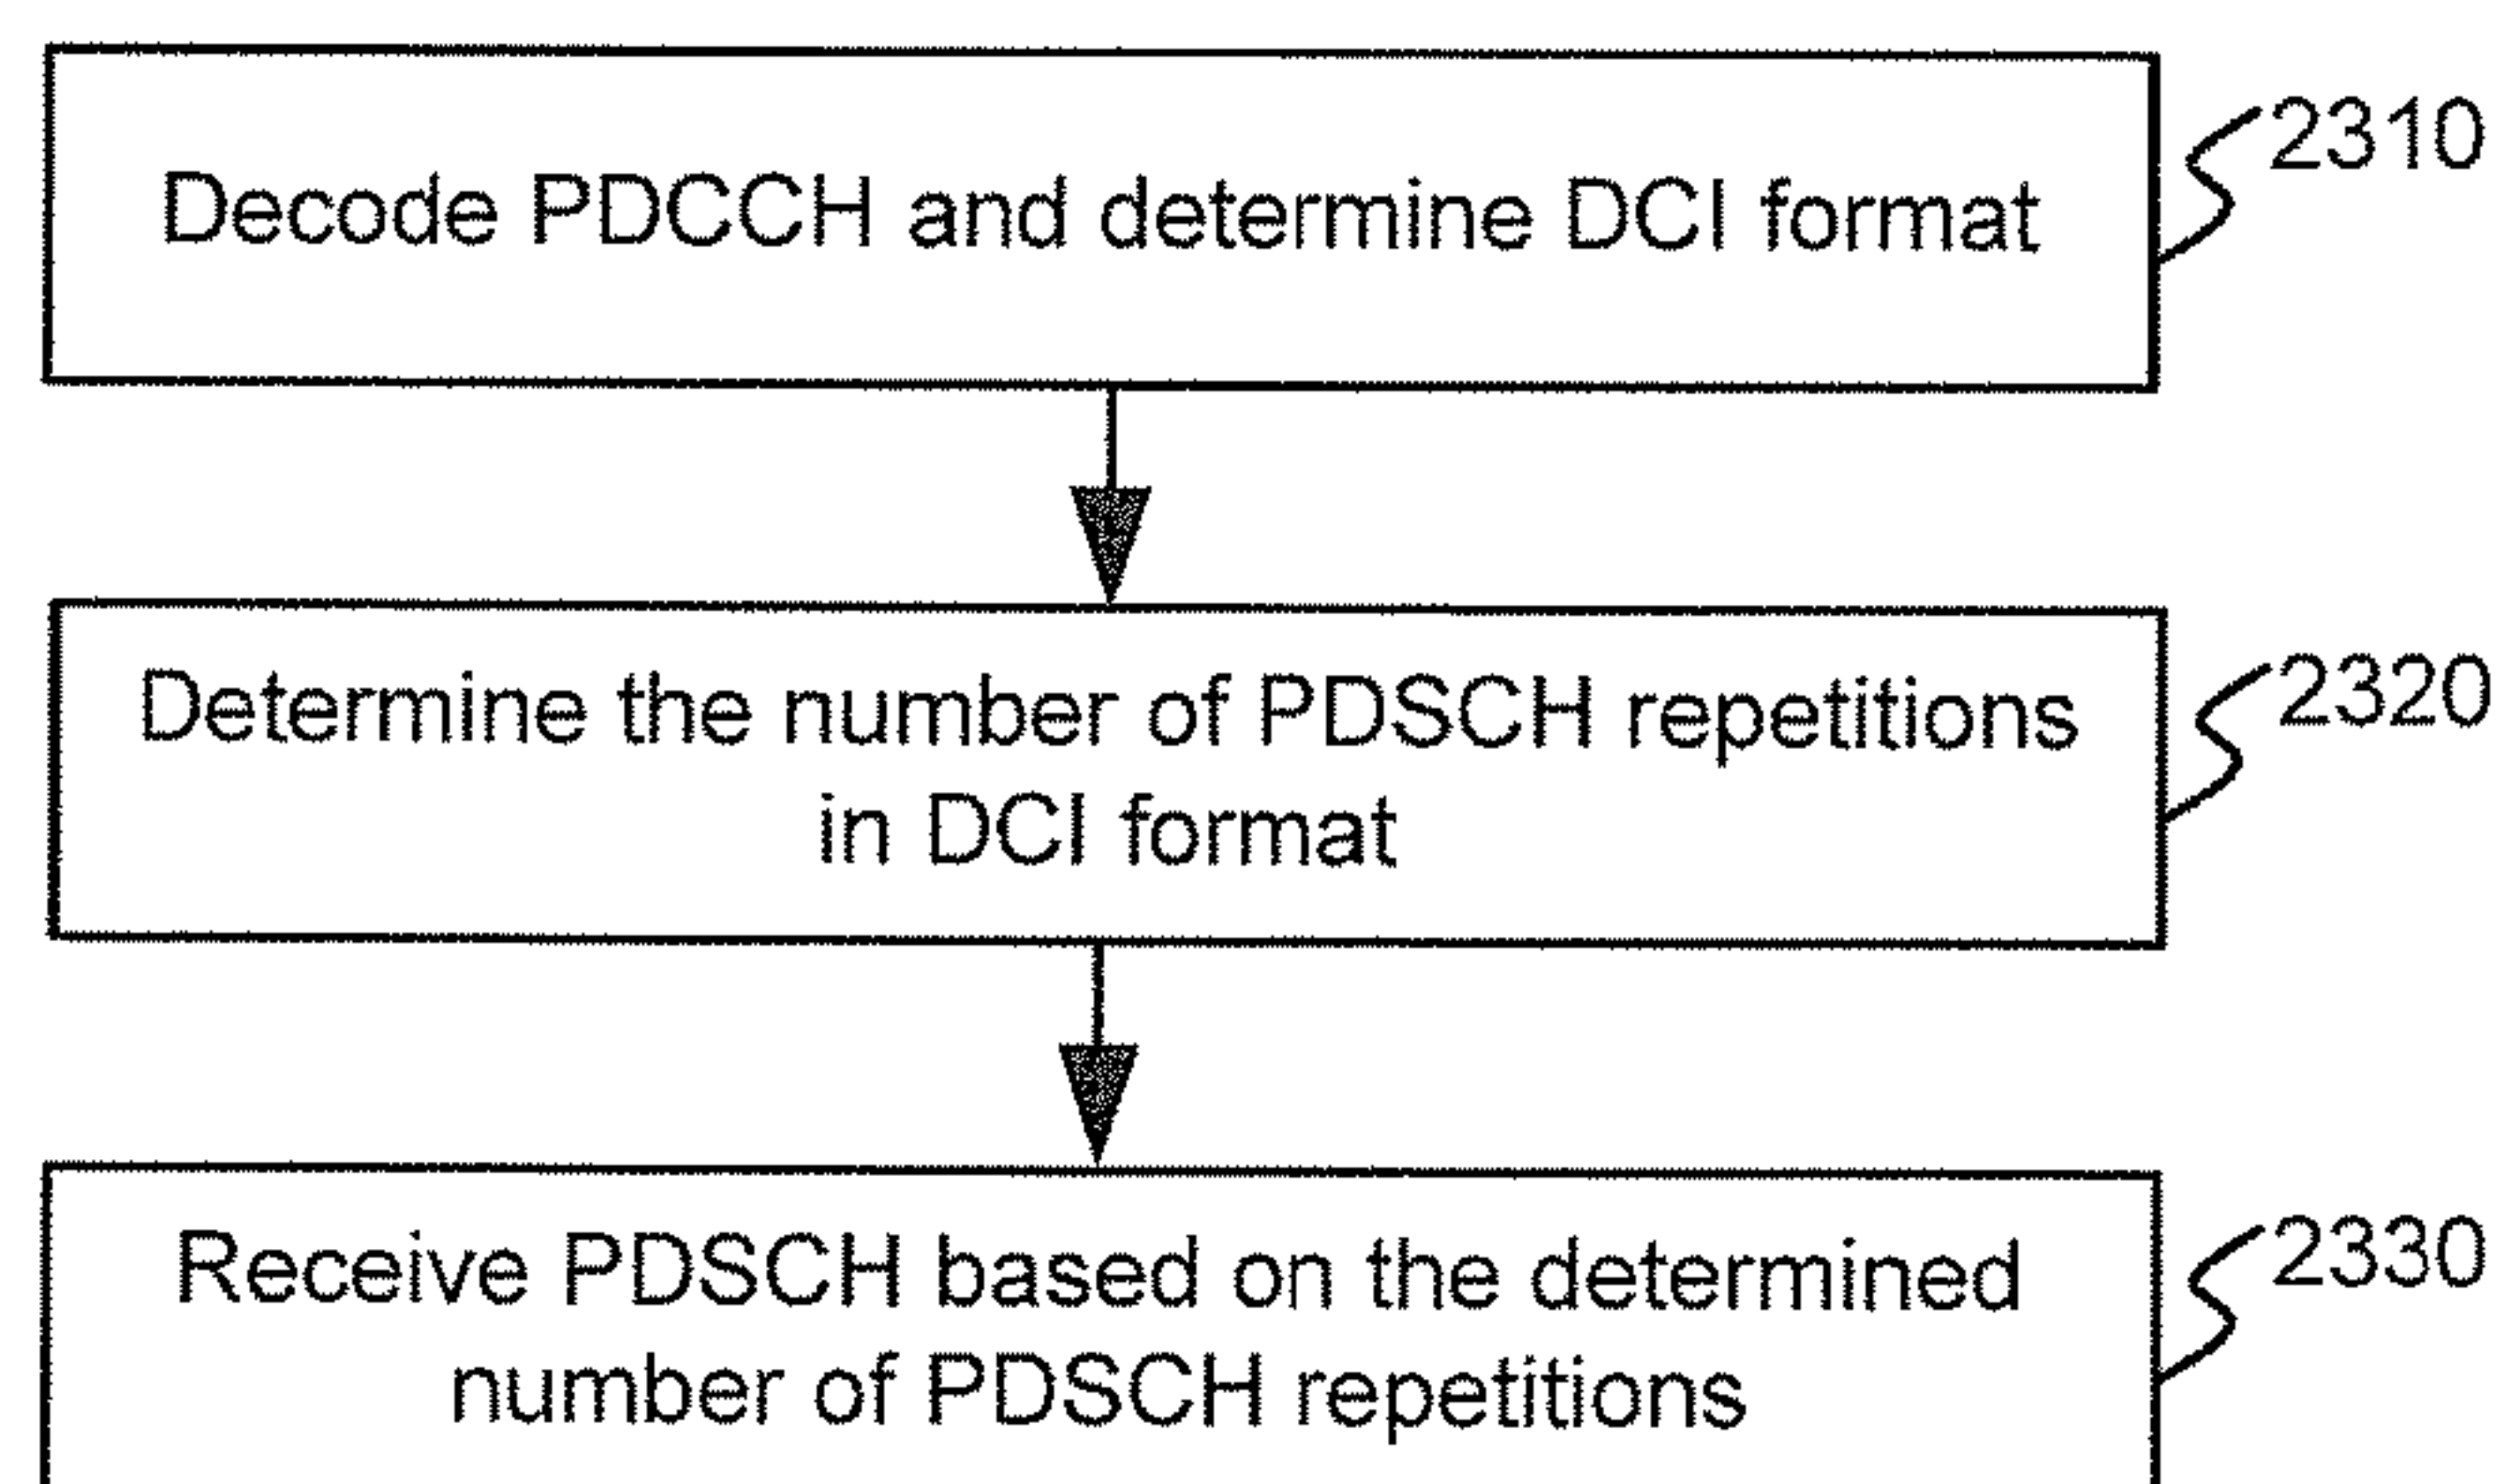 Decode PDCCH and determine DCI format
2310
Determine the number of PDSCH repetitions
in DCI format
2320
Receive PDSCH based on the determined
number of PDSCH repetitions
2330